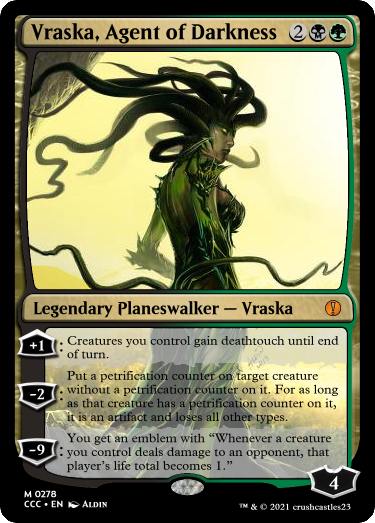 Vraska, Agent of Darkness 2
Legendary Planeswalker — Vraska
+1: Creatures you control gain deathtouch until end
of turn.
Put a petrification counter on target creature
-2: without a petrification counter on it. For as long
as that creature has a petrification counter on it,
it is an artifact and loses all other types.
You get an emblem with “Whenever a creature
-9: you control deals damage to an opponent, that
player's life total becomes 1.”
4
M 0278
CCC • EN ALDIN
™ & © 2021 crushcastles23